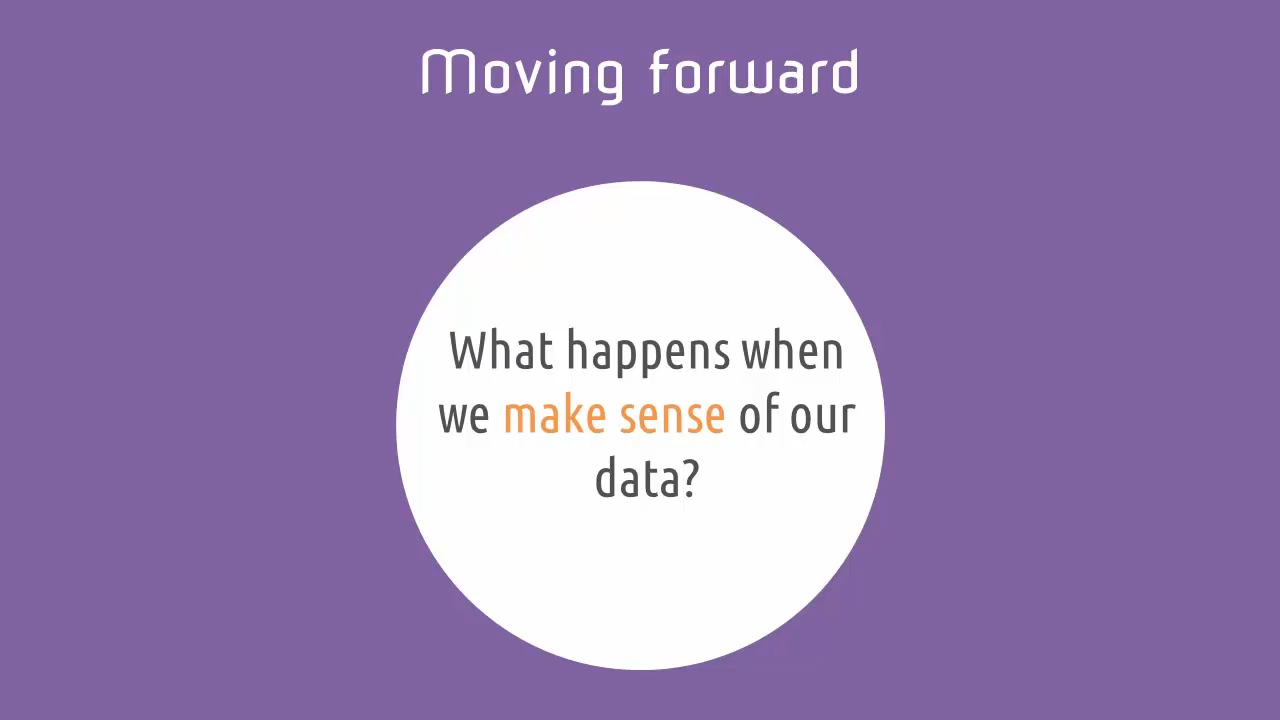 Moving forward
What happens when
we make sense of our
data?